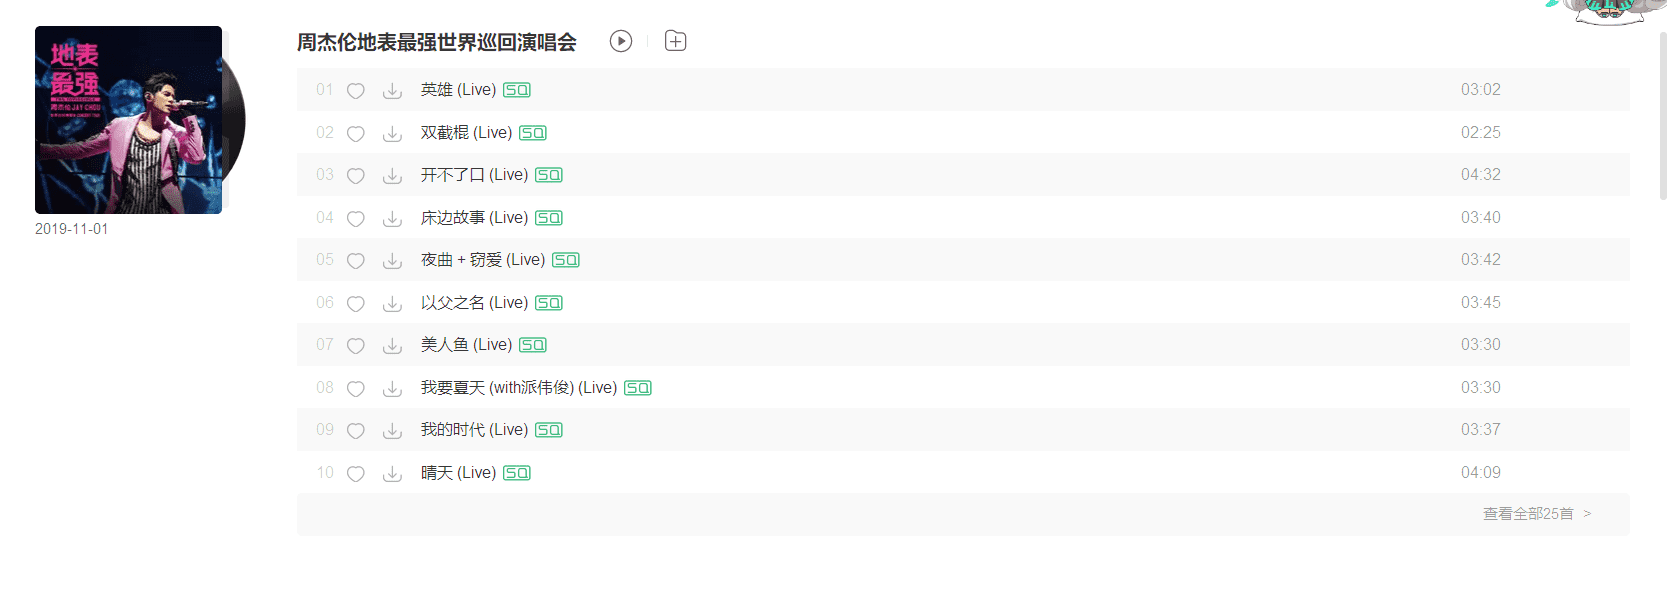 地表
最强
周杰伦 JAY CHOU
2019-11-01
周杰伦地表最强世界巡回演唱会
01 英雄 (Live) SQ 03:02
02 双截棍 (Live) SQ 02:25
03 开不了口 (Live) SQ 04:32
04 床边故事 (Live) SQ 03:40
05 夜曲 + 窃爱 (Live) SQ 03:42
06 以父之名 (Live) SQ 03:45
07 美人鱼 (Live) SQ 03:30
08 我要夏天 (with派伟俊) (Live) SQ 03:30
09 我的时代 (Live) SQ 03:37
10 晴天 (Live) SQ 04:09
查看全部25首 >